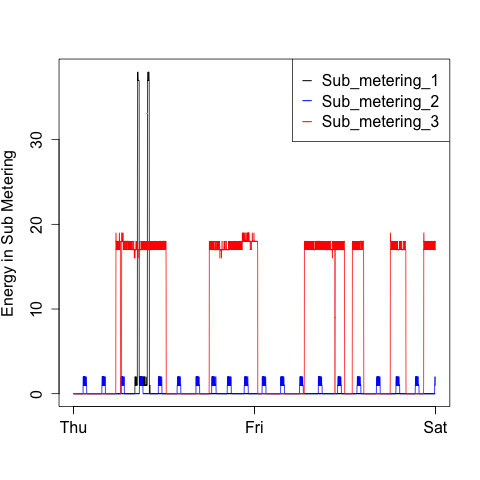 Sub_metering_1
Sub_metering_2
Sub_metering_3
Energy in Sub Metering
30
20
10
0
Thu Fri Sat